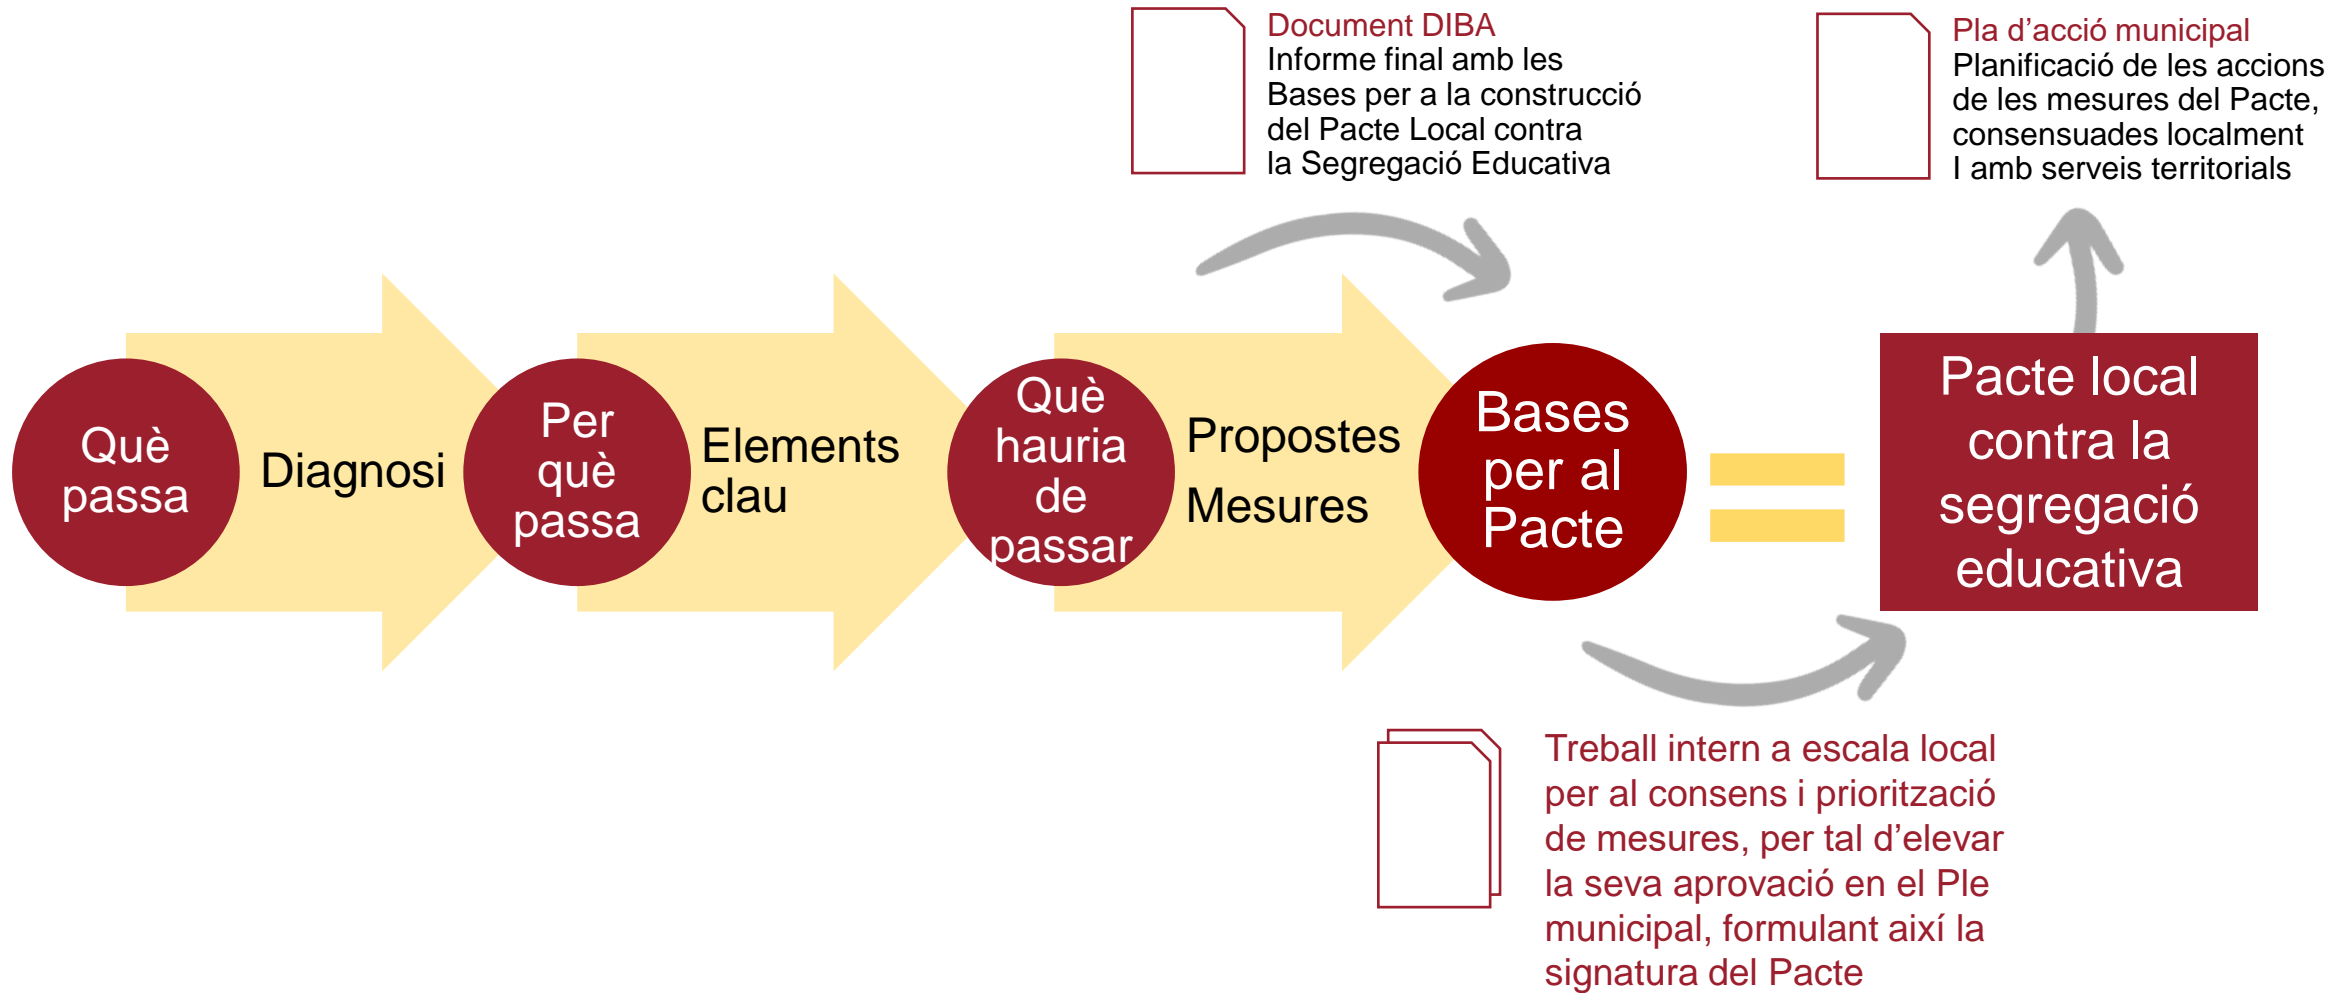 Document DIBA
Informe final amb les
Bases per a la construcció
del Pacte Local contra
la Segregació Educativa
Pla d’acció municipal
Planificació de les accions
de les mesures del Pacte,
consensuades localment
I amb serveis territorials
Què
passa
Diagnosi
Per
què
passa
Elements
clau
Què
hauria
de
passar
Propostes
Mesures
Bases
per al
Pacte
Pacte local
contra la
segregació
educativa
Treball intern a escala local
per al consens i priorització
de mesures, per tal d’elevar
la seva aprovació en el Ple
municipal, formulant així la
signatura del Pacte